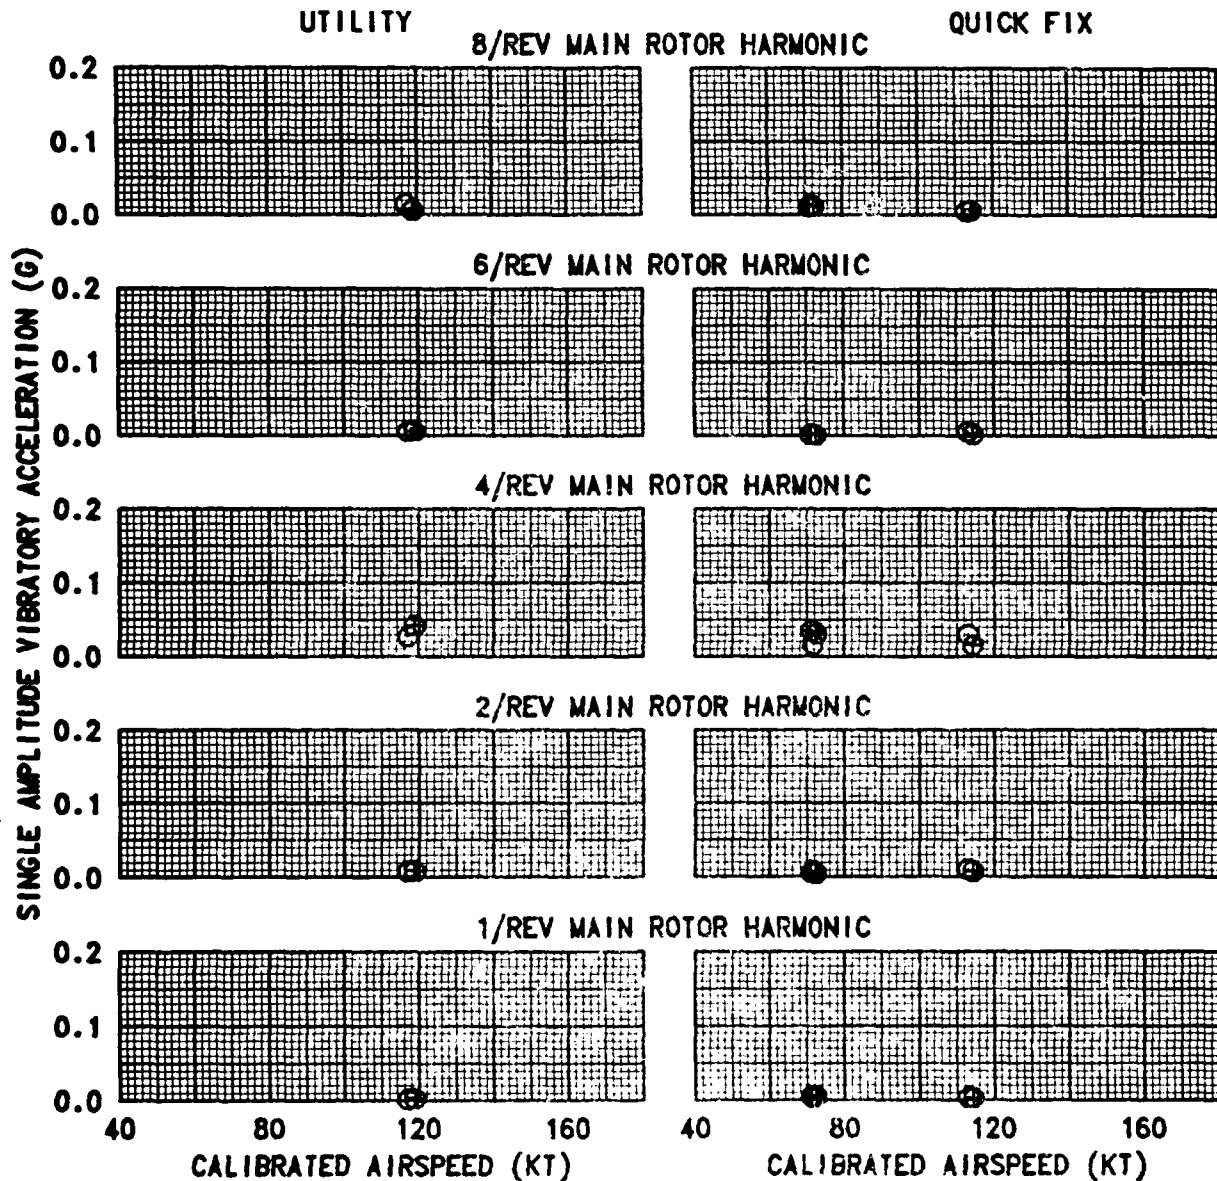 UTILITY QUICK FIX
8/REV MAIN ROTOR HARMONIC
0.2
0.1
0.0
6/REV MAIN ROTOR HARMONIC
0.2
0.1
0.0
4/REV MAIN ROTOR HARMONIC
0.2
0.1
0.0
2/REV MAIN ROTOR HARMONIC
0.2
0.1
0.0
1/REV MAIN ROTOR HARMONIC
0.2
0.1
0.0
SINGLE AMPLITUDE VIBRATORY ACCELERATION (G)
40 80 120 160 40 80 120 160
CALIBRATED AIRSPEED (KT) CALIBRATED AIRSPEED (KT)